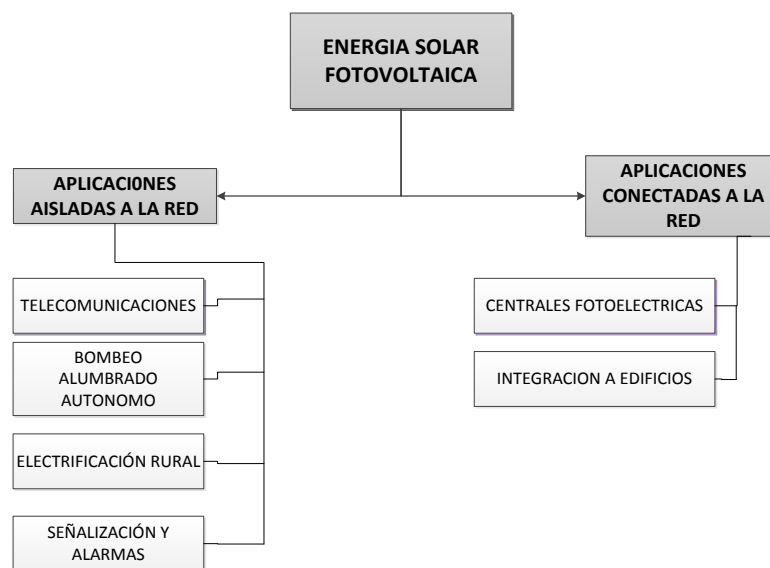 ENERGIA SOLAR
FOTOVOLTAICA
APLICACI0NES
AISLADAS A LA RED
TELECOMUNICACIONES
BOMBEO
ALUMBRADO
AUTONOMO
ELECTRIFICACIÓN RURAL
SEÑALIZACIÓN Y
ALARMAS
APLICACIONES
CONECTADAS A LA
RED
CENTRALES FOTOELECTRICAS
INTEGRACION A EDIFICIOS